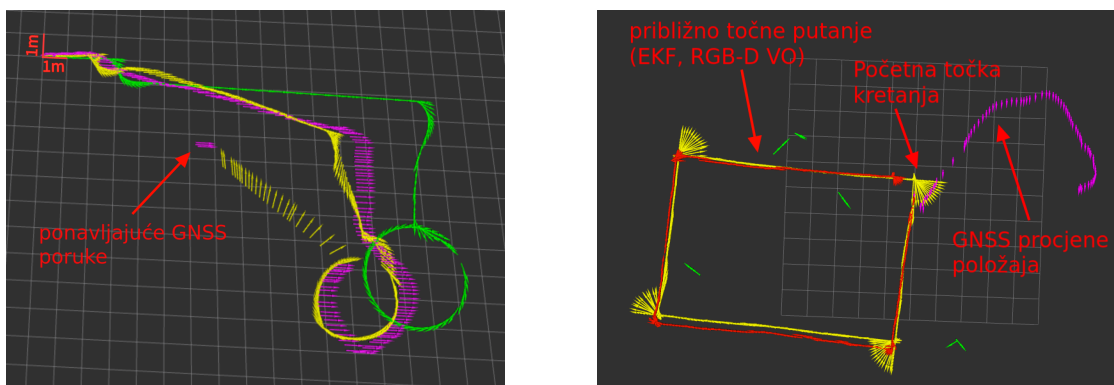 1m
1m
ponavljajuće GNSS
poruke
približno točne putanje
(EKF, RGB-D VO)
Početna točka
kretanja
GNSS procjene
položaja